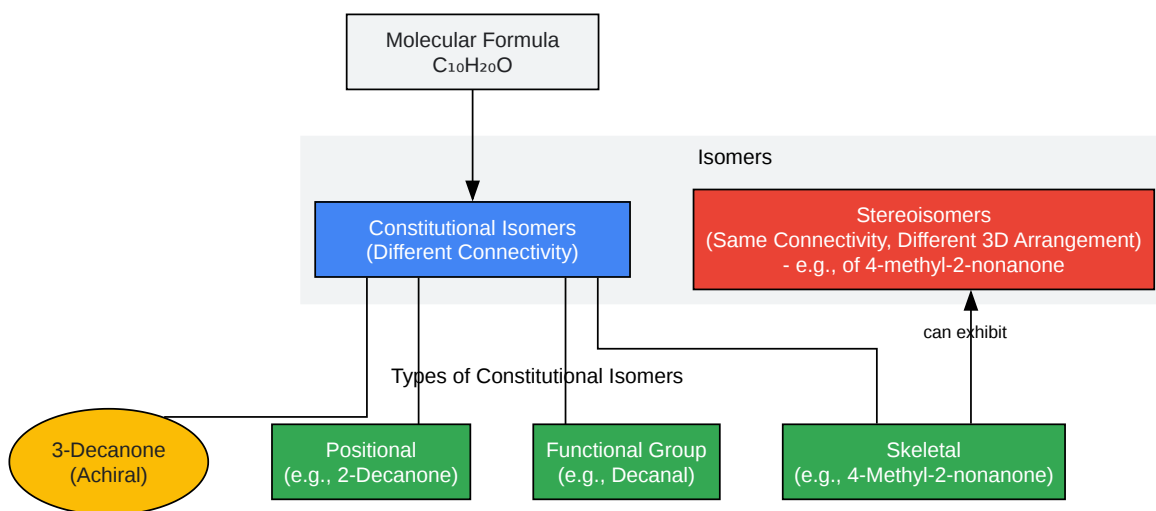 Molecular Formula
C₁₀H₂₀O
Isomers
Constitutional Isomers
(Different Connectivity)
Stereoisomers
(Same Connectivity, Different 3D Arrangement)
- e.g., of 4-methyl-2-nonanone
can exhibit
Types of Constitutional Isomers
3-Decanone
(Achiral)
Positional
(e.g., 2-Decanone)
Functional Group
(e.g., Decanal)
Skeletal
(e.g., 4-Methyl-2-nonanone)